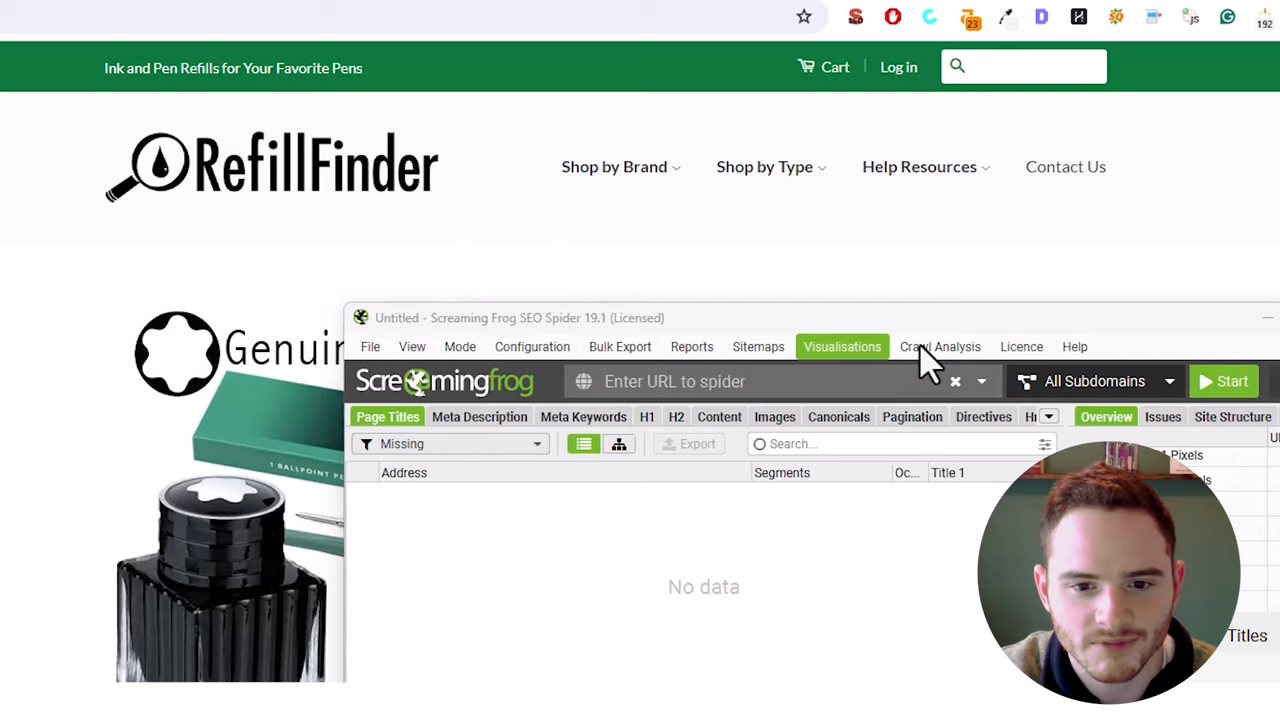 23
js
192
Ink and Pen Refills for Your Favorite Pens
Cart
Log in
RefillFinder
Shop by Brand
Shop by Type
Help Resources
Contact Us
Untitled - Screaming Frog SEO Spider 19.1 (Licensed)
File View Mode Configuration Bulk Export Reports Sitemaps Visualisations Crawl Analysis Licence Help
Screamingfrog
Enter URL to spider
All Subdomains
Start
Page Titles Meta Description Meta Keywords H1 H2 Content Images Canonicals Pagination Directives
Overview Issues Site Structure
Missing
Export
Search...
Pixels
Address Segments Oc... Title 1
No data
Titles